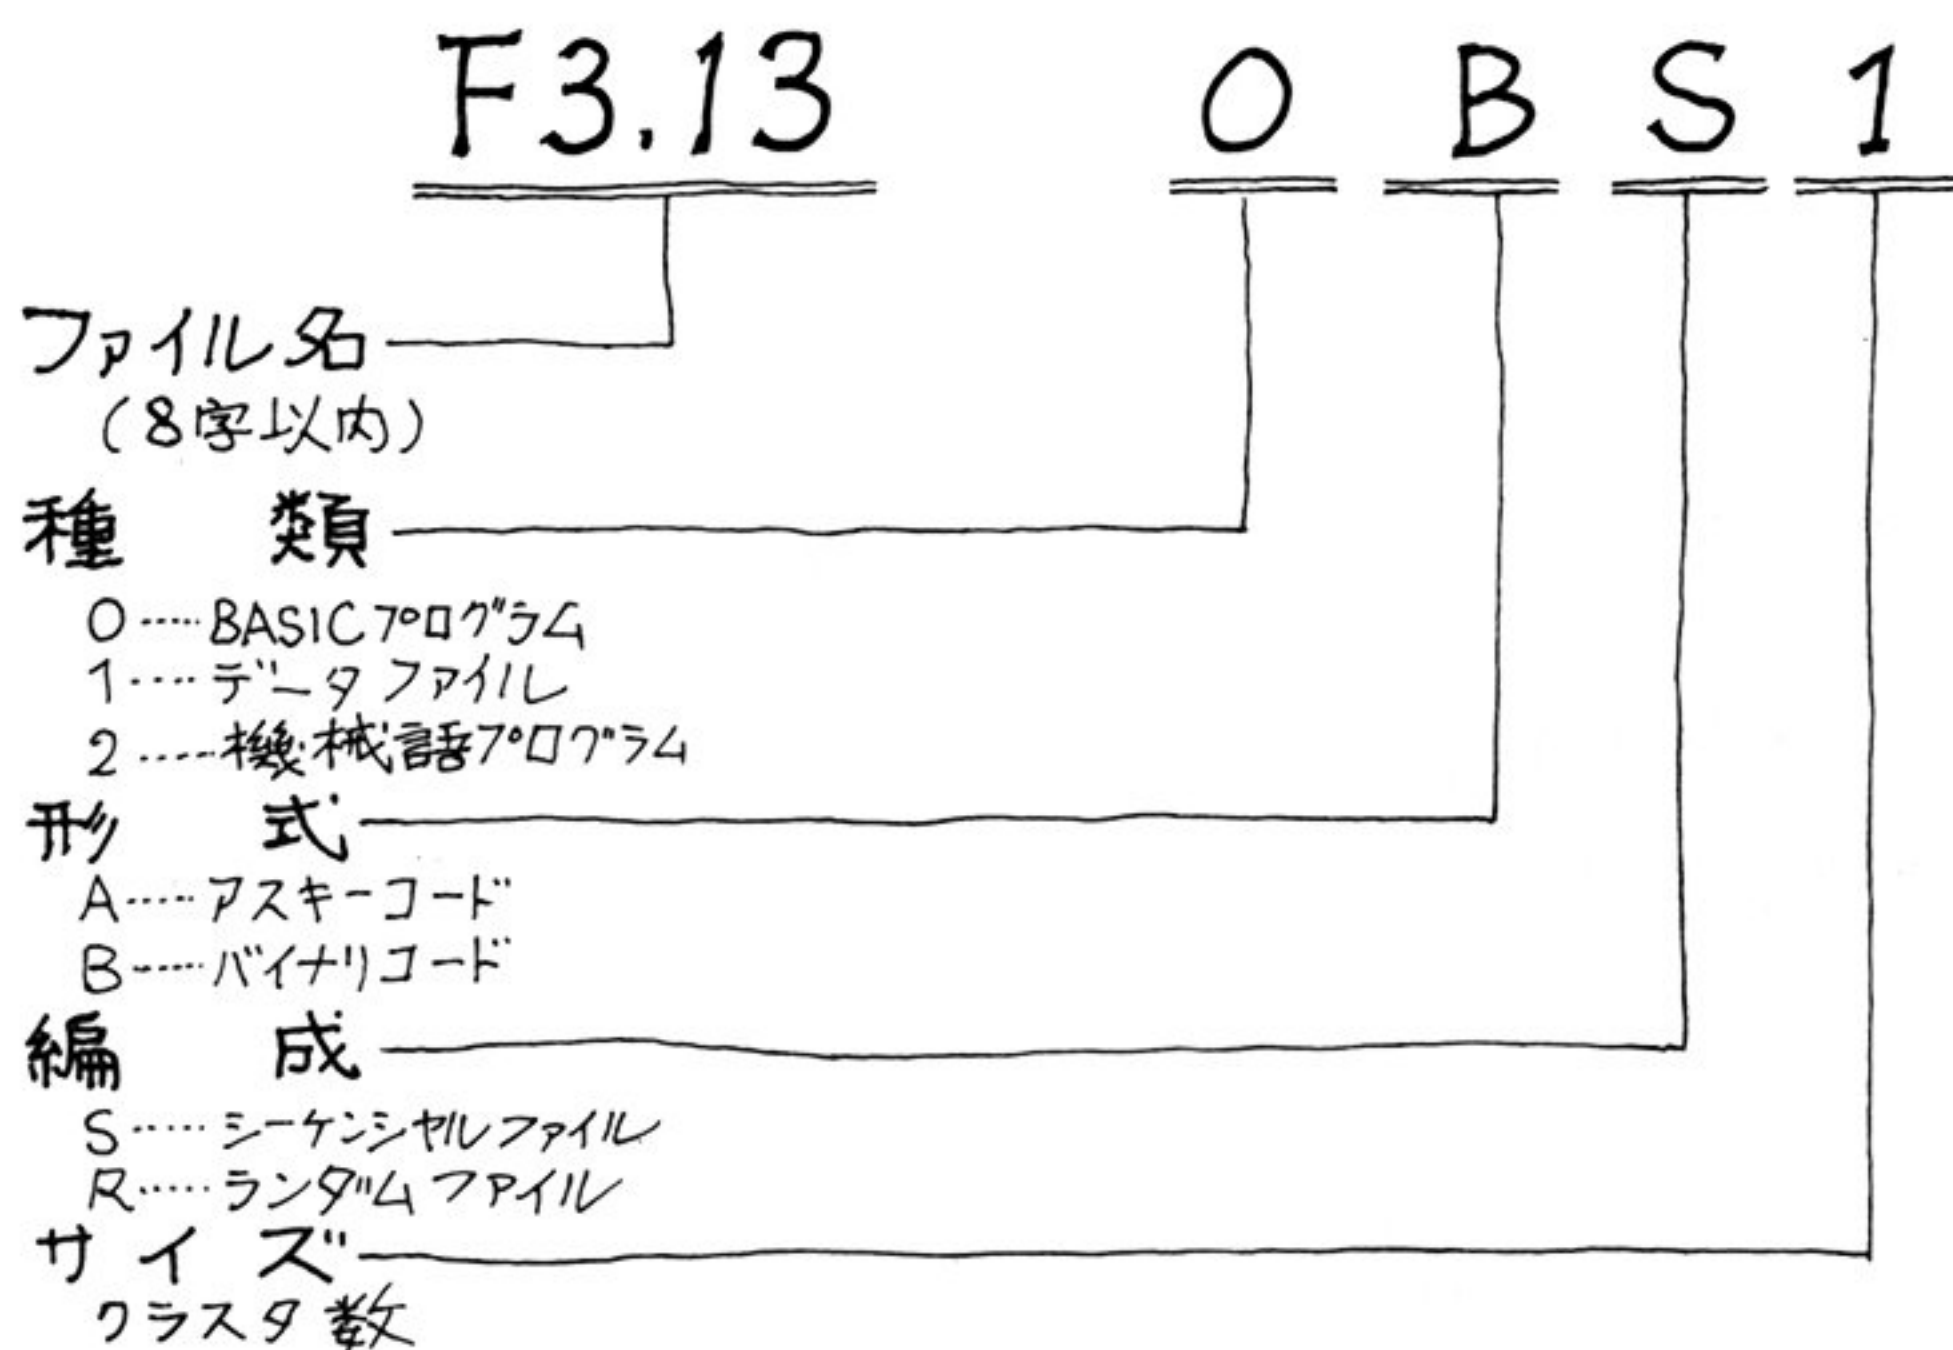 F3.13 0 B S 1
ファイル名
(8字以内)
種類
0……BASICプログラム
1……データファイル
2……機械語プログラム
形式
A……アスキーコード
B……バイナリコード
編成
S……シーケンシャルファイル
R……ランダムファイル
サイズ
クラスタ数